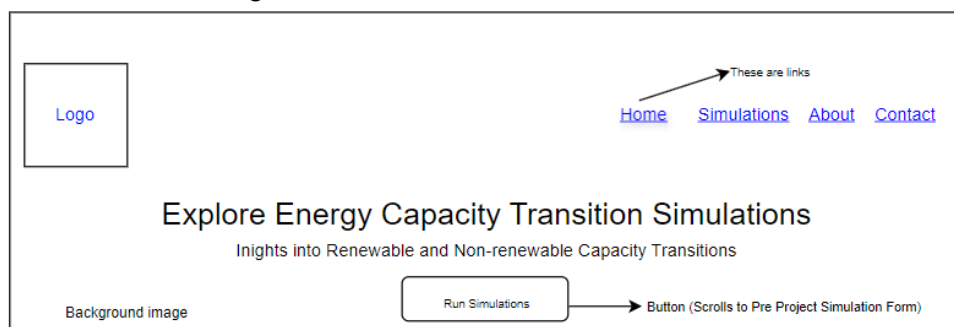 These are links
Logo
Home Simulations About Contact
Explore Energy Capacity Transition Simulations
Inights into Renewable and Non-renewable Capacity Transitions
Run Simulations
Button (Scrolls to Pre Project Simulation Form)
Background image